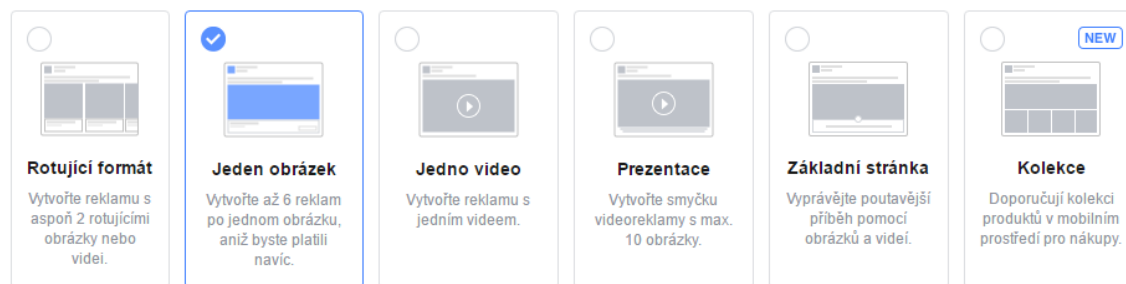 NEW
Rotující formát
Vytvořte reklamu s
aspoň 2 rotujícími
obrázky nebo
videi.
Jeden obrázek
Vytvořte až 6 reklam
po jednom obrázku,
aniž byste platili
navíc.
Jedno video
Vytvořte reklamu s
jedním videem.
Prezentace
Vytvořte smyčku
videoreklamy s max.
10 obrázky.
Základní stránka
Vyprávějte poutavější
příběh pomocí
obrázků a videí.
Kolekce
Doporučují kolekci
produktů v mobilním
prostředí pro nákupy.